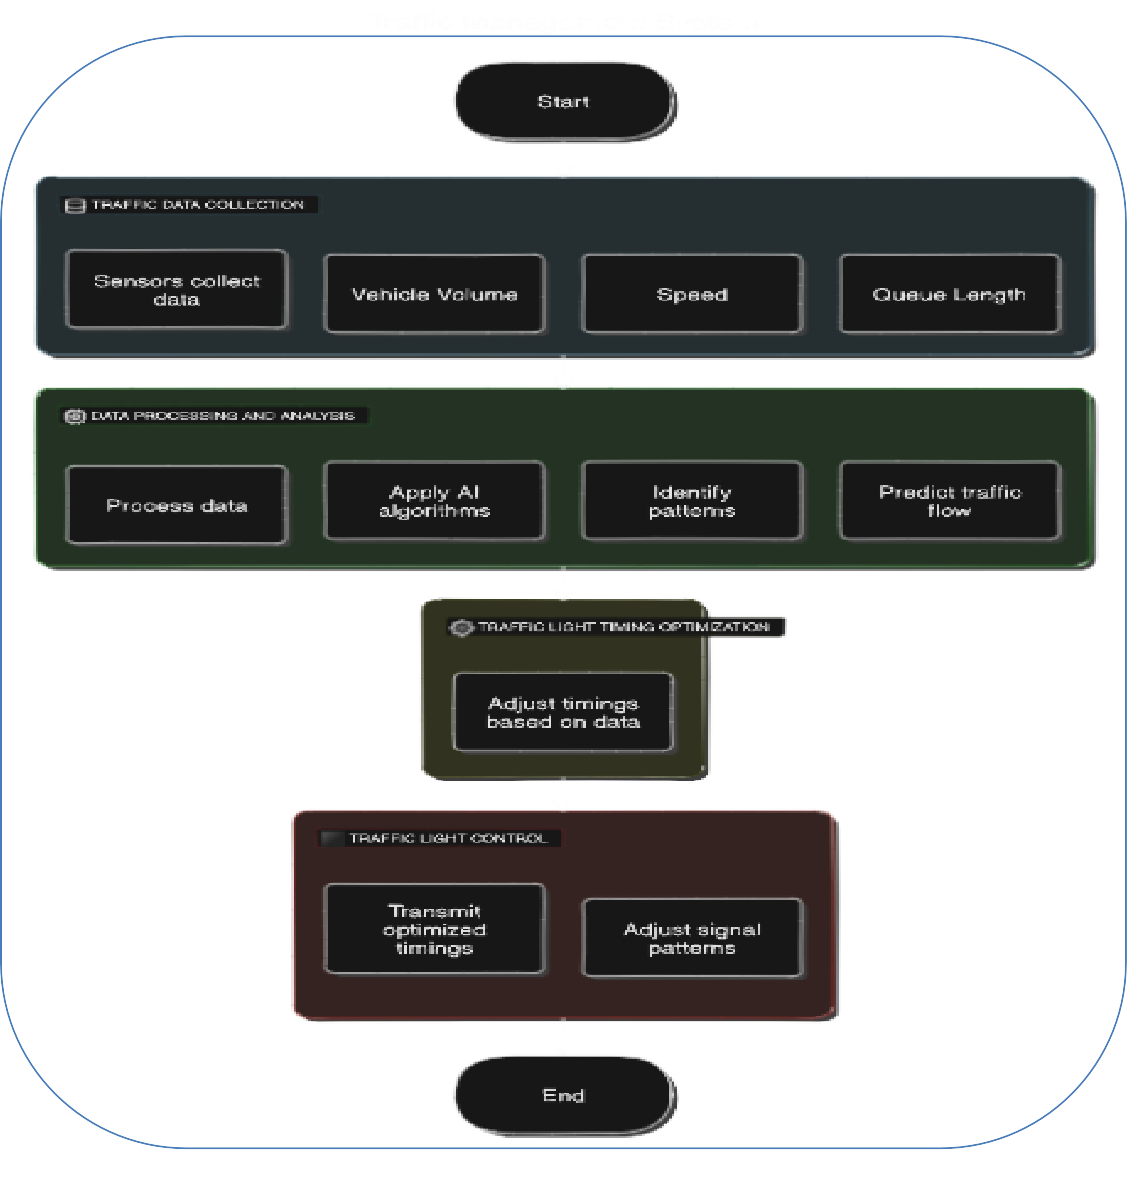 Start
TRAFFIC DATA COLLECTION
Sensors collect
data
Vehicle Volume
Speed
Queue Length
DATA PROCESSING AND ANALYSIS
Process data
Apply AI
algorithms
Identify
patterns
Predict traffic
flow
TRAFFIC LIGHT TIMING OPTIMIZATION
Adjust timings
based on data
TRAFFIC LIGHT CONTROL
Transmit
optimized
timings
Adjust signal
patterns
End